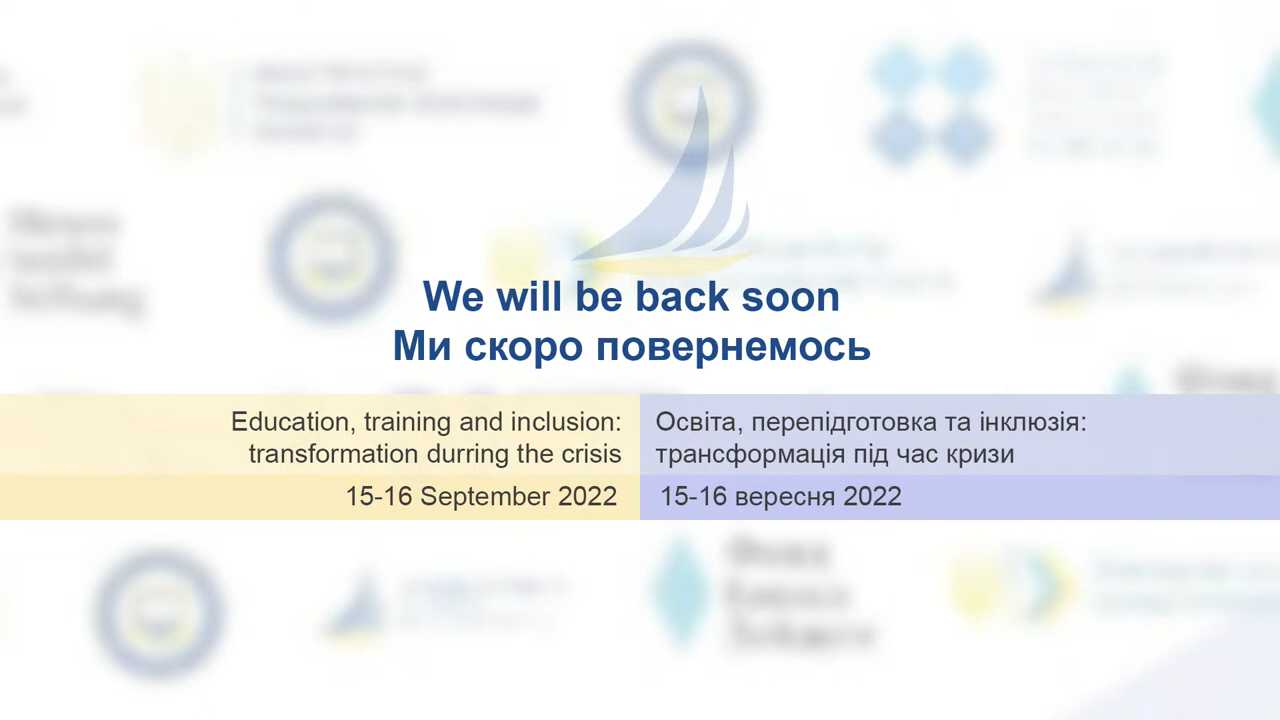 We will be back soon
Ми скоро повернемось
Education, training and inclusion:
transformation durring the crisis
15-16 September 2022
Освіта, перепідготовка та інклюзія:
трансформація під час кризи
15-16 вересня 2022